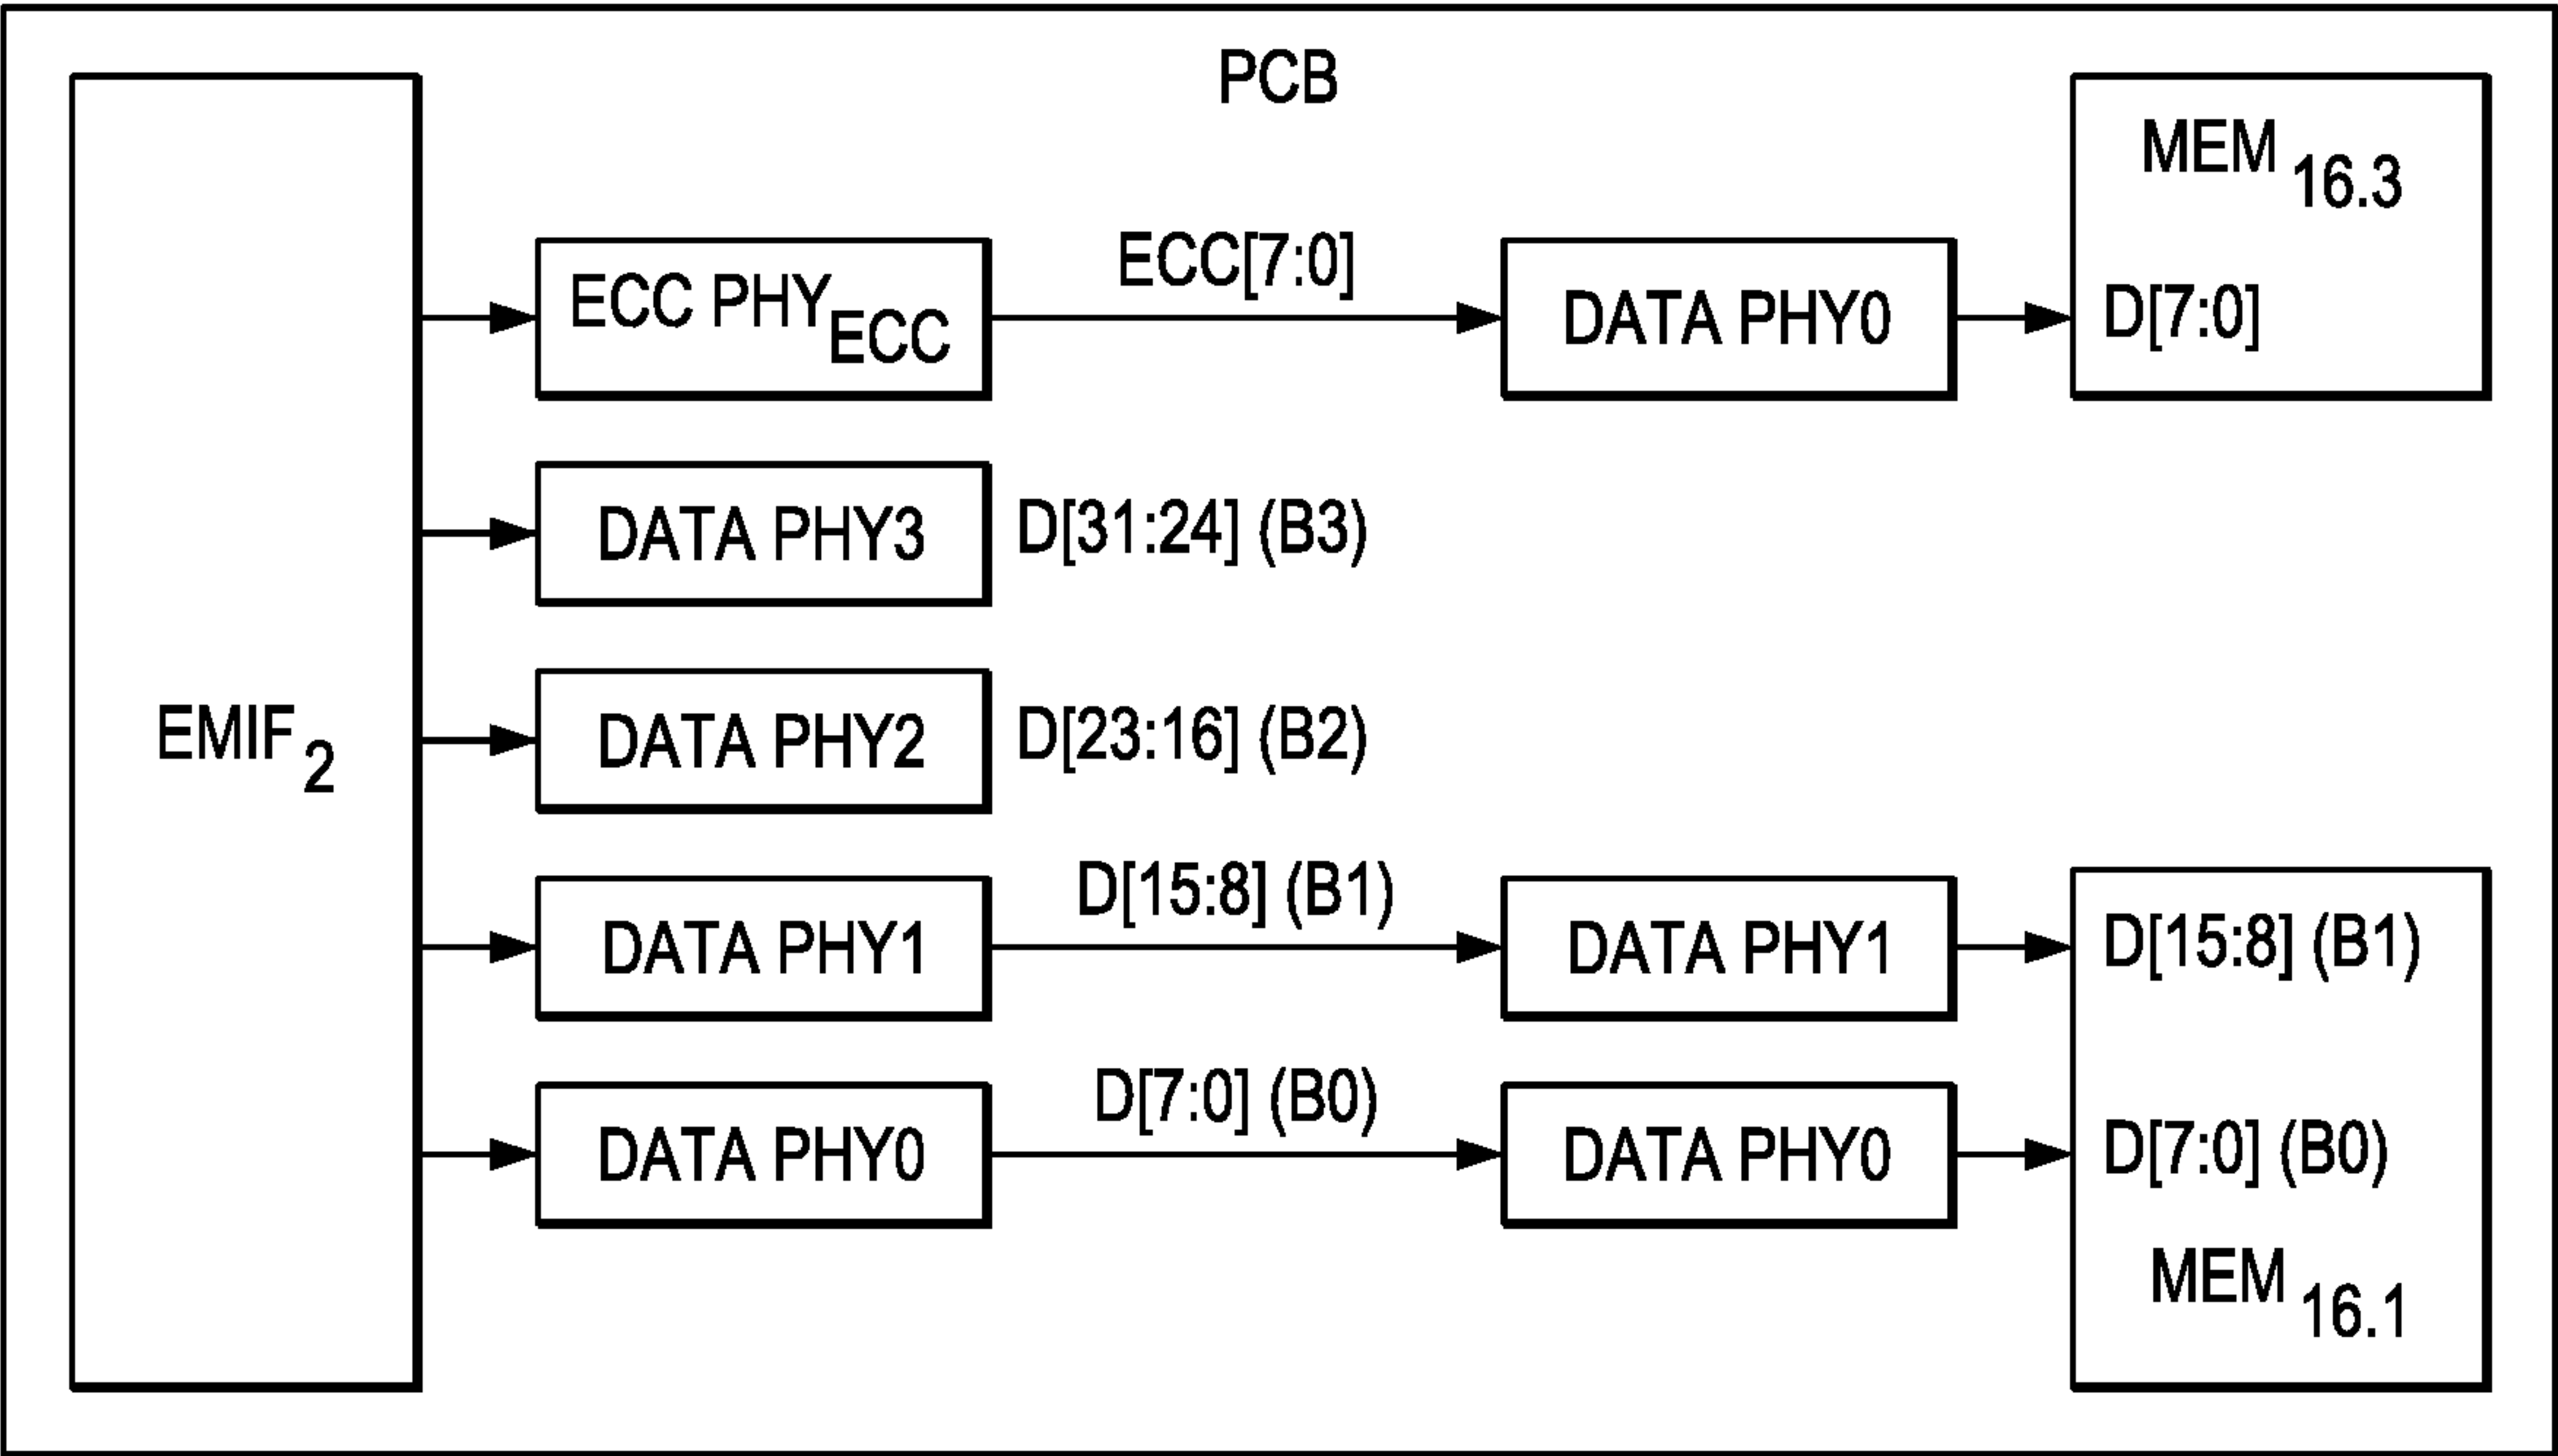 PCB
MEM 16.3
ECC[7:0]
ECC PHY ECC
DATA PHY0
D[7:0]
DATA PHY3
D[31:24] (B3)
EMIF 2
DATA PHY2
D[23:16] (B2)
D[15:8] (B1)
DATA PHY1
DATA PHY1
D[15:8] (B1)
D[7:0] (B0)
DATA PHY0
DATA PHY0
D[7:0] (B0)
MEM 16.1